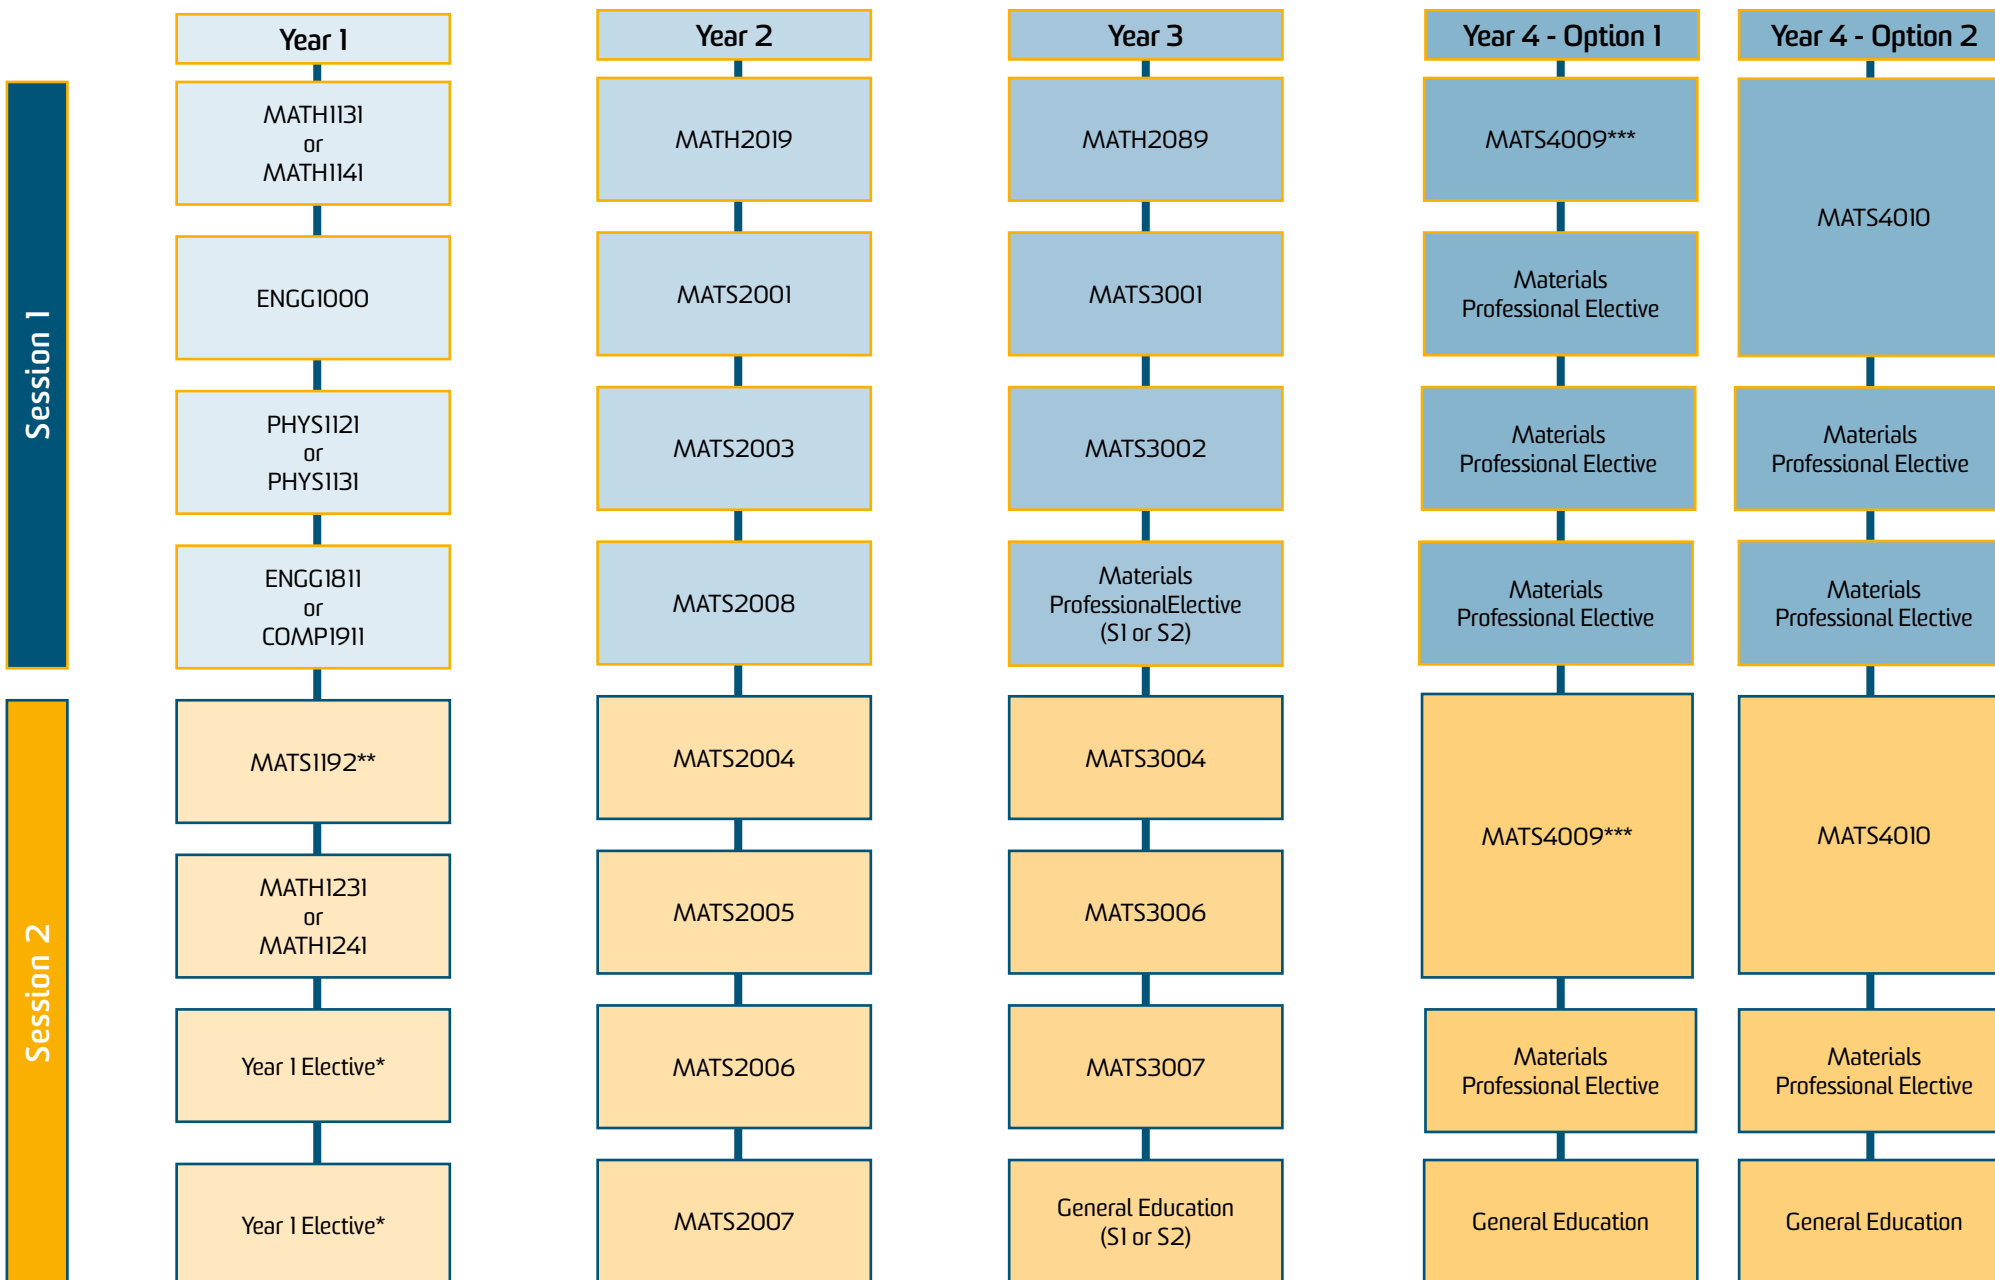 Year 1
Year 2
Year 3
Year 4 - Option 1
Year 4 - Option 2
Session 1
MATH1131
or
MATH1141
MATH2019
MATH2089
MATS4009***
MATS4010
ENGG1000
MATS2001
MATS3001
Materials
Professional Elective
PHYS1121
or
PHYS1131
MATS2003
MATS3002
Materials
Professional Elective
Materials
Professional Elective
ENGG1811
or
COMP1911
MATS2008
Materials
ProfessionalElective
(S1 or S2)
Materials
Professional Elective
Materials
Professional Elective
Session 2
MATS1192**
MATS2004
MATS3004
MATS4009***
MATS4010
MATH1231
or
MATH1241
MATS2005
MATS3006
Year 1 Elective*
MATS2006
MATS3007
Materials
Professional Elective
Materials
Professional Elective
Year 1 Elective*
MATS2007
General Education
(S1 or S2)
General Education
General Education